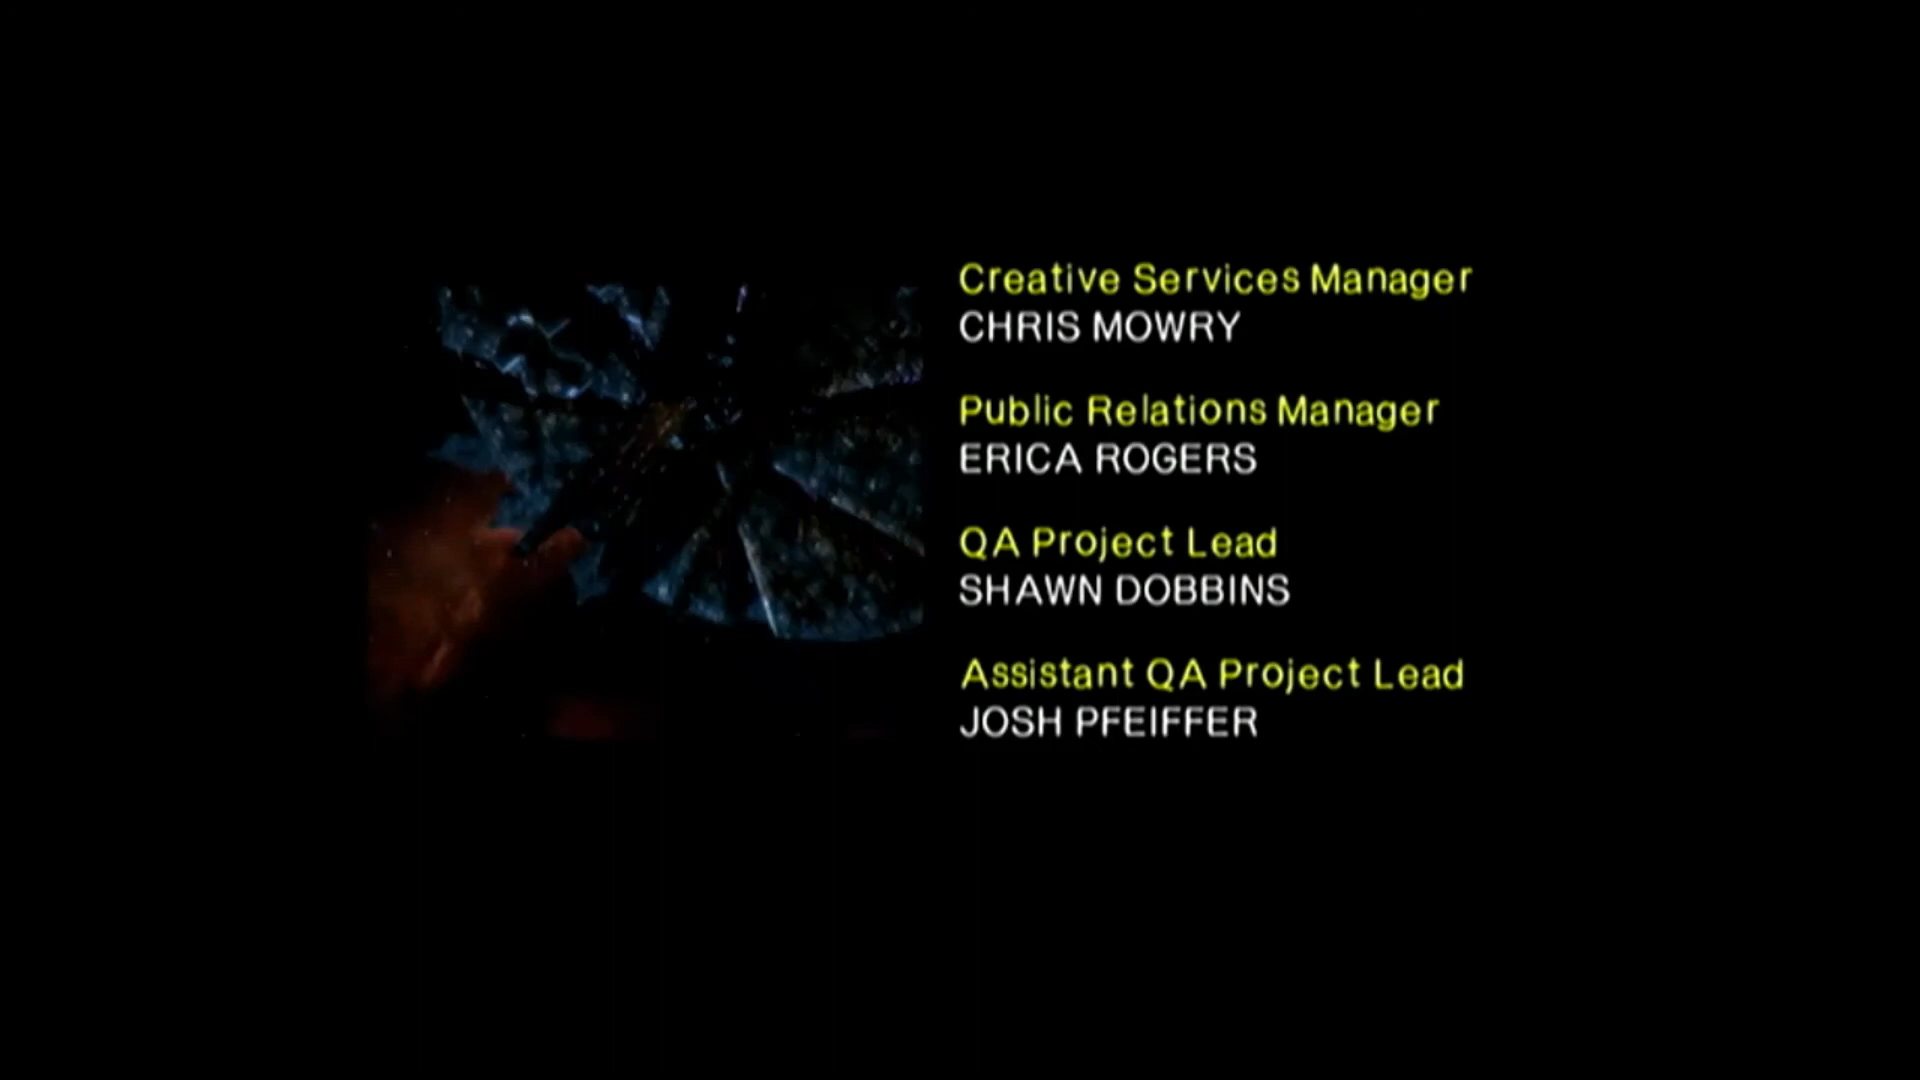 Creative Services Manager
CHRIS MOWRY
Public Relations Manager
ERICA ROGERS
QA Project Lead
SHAWN DOBBINS
Assistant QA Project Lead
JOSH PFEIFFER